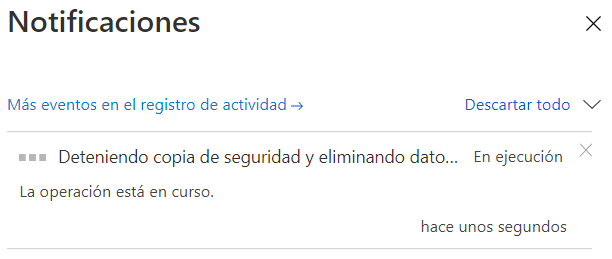 Notificaciones
Más eventos en el registro de actividad →
Descartar todo
Deteniendo copia de seguridad y eliminando dato...
En ejecución
La operación está en curso.
hace unos segundos